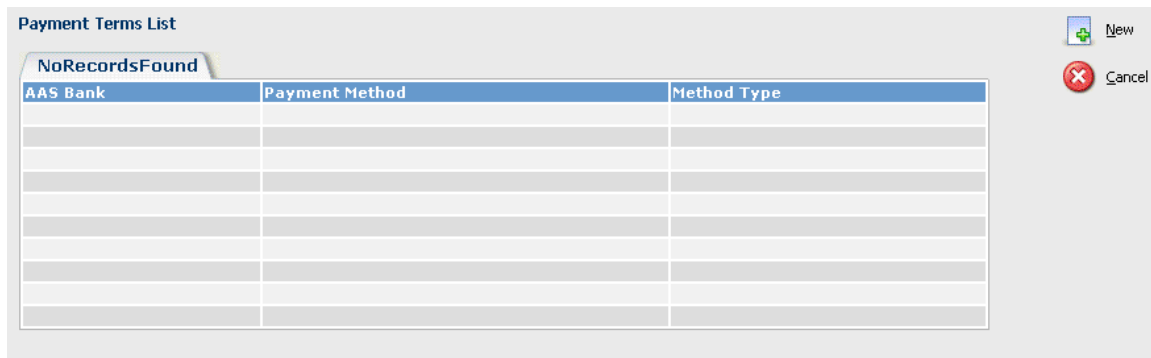 Payment Terms List
New
NoRecordsFound
Cancel
AAS Bank Payment Method Method Type